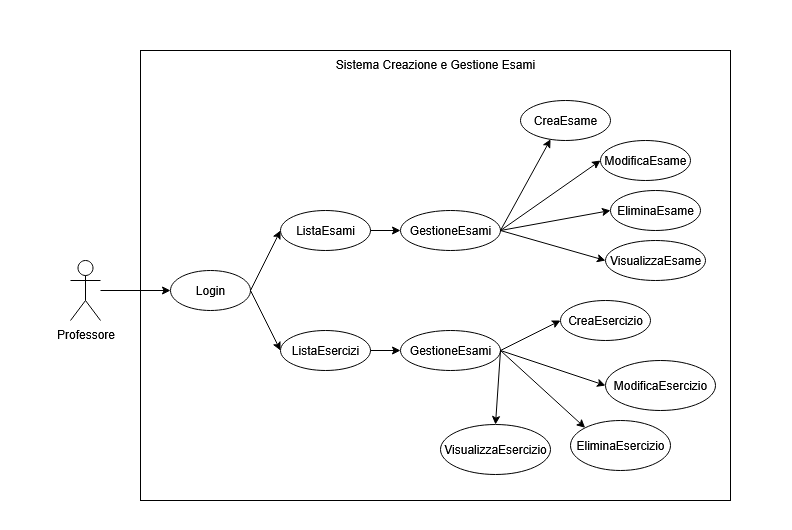 Sistema Creazione e Gestione Esami
CreaEsame
ModificaEsame
EliminaEsame
VisualizzaEsame
ListaEsami
GestioneEsami
Login
Professore
ListaEsercizi
GestioneEsami
CreaEsercizio
ModificaEsercizio
EliminaEsercizio
VisualizzaEsercizio